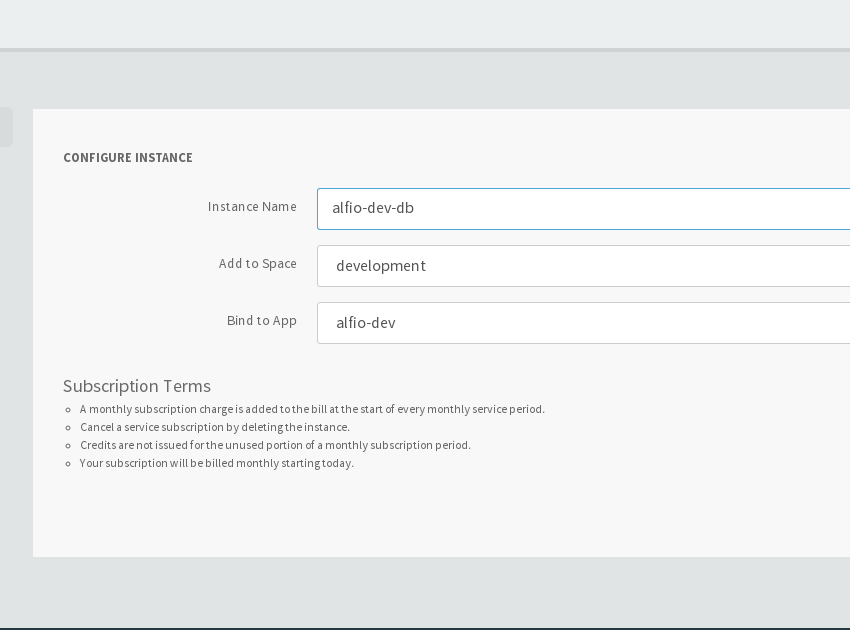 CONFIGURE INSTANCE
Instance Name
alfio-dev-db
Add to Space
development
Bind to App
alfio-dev
Subscription Terms
A monthly subscription charge is added to the bill at the start of every monthly service period.
Cancel a service subscription by deleting the instance.
Credits are not issued for the unused portion of a monthly subscription period.
Your subscription will be billed monthly starting today.